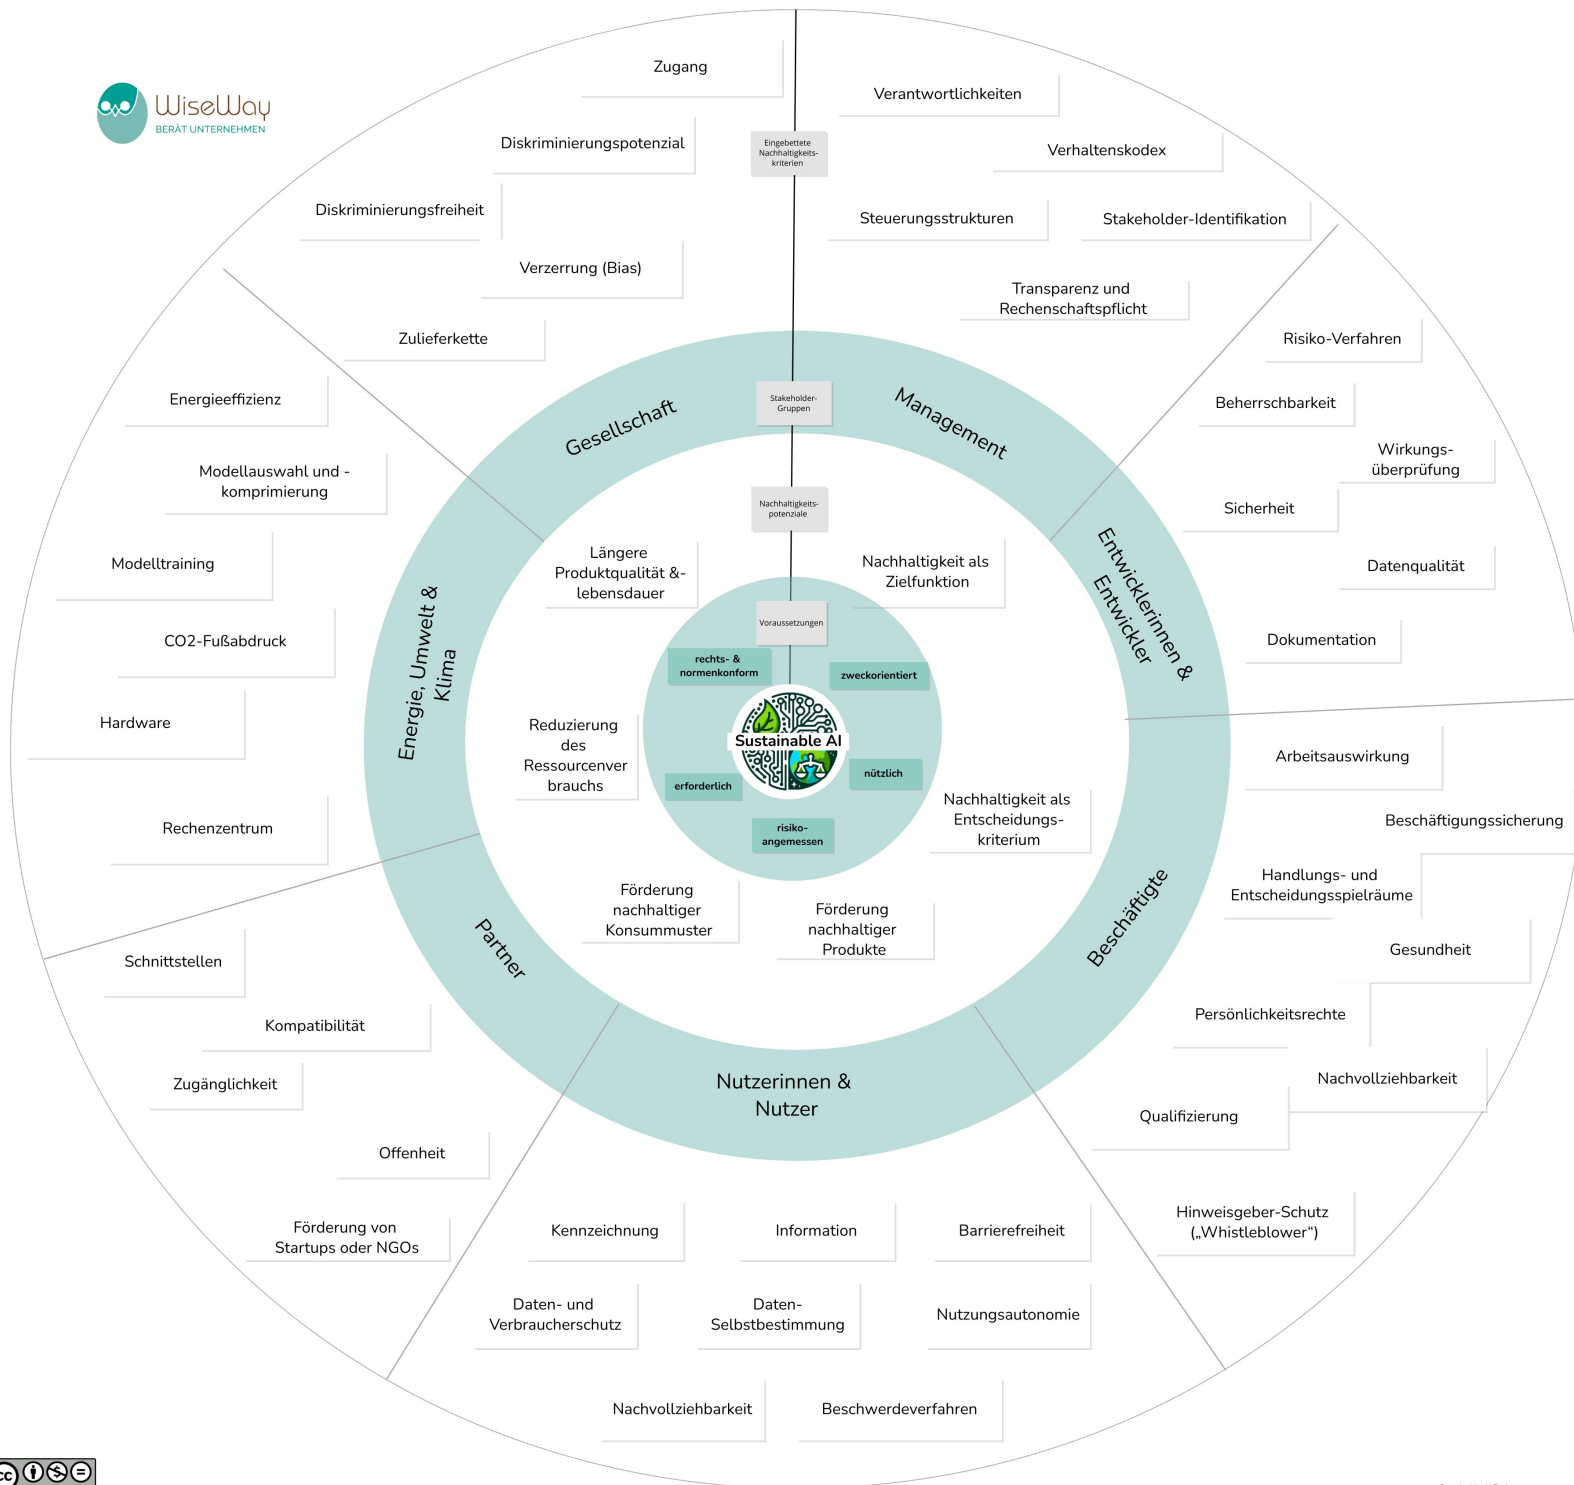 WiseWay
BERÄT UNTERNEHMEN
Zugang
Diskriminierungspotenzial
Diskriminierungsfreiheit
Verzerrung (Bias)
Zulieferkette
Eingebettete
Nachhaltigkeits-
kriterien
Verantwortlichkeiten
Verhaltenskodex
Steuerungsstrukturen
Stakeholder-Identifikation
Transparenz und
Rechenschaftspflicht
Risiko-Verfahren
Beherrschbarkeit
Wirkungs-
überprüfung
Sicherheit
Datenqualität
Dokumentation
Arbeitsauswirkung
Beschäftigungssicherung
Handlungs- und
Entscheidungsspielräume
Gesundheit
Persönlichkeitsrechte
Nachvollziehbarkeit
Qualifizierung
Hinweisgeber-Schutz
(„Whistleblower“)
Kennzeichnung
Information
Barrierefreiheit
Daten- und
Verbraucherschutz
Daten-
Selbstbestimmung
Nutzungsautonomie
Nachvollziehbarkeit
Beschwerdeverfahren
Schnittstellen
Kompatibilität
Zugänglichkeit
Offenheit
Förderung von
Startups oder NGOs
Energieeffizienz
Modellauswahl und -
komprimierung
Modelltraining
CO2-Fußabdruck
Hardware
Rechenzentrum
Stakeholder-
Gruppen
Gesellschaft
Management
Entwicklerinnen &
Entwickler
Beschäftigte
Nutzerinnen &
Nutzer
Partner
Energie, Umwelt &
Klima
Nachhaltigkeits-
potenziale
Längere
Produktqualität &-
lebensdauer
Nachhaltigkeit als
Zielfunktion
Reduzierung
des
Ressourcenver
brauchs
Nachhaltigkeit als
Entscheidungs-
kriterium
Förderung
nachhaltiger
Konsummuster
Förderung
nachhaltiger
Produkte
Voraussetzungen
rechts- &
normenkonform
zweckorientiert
Sustainable AI
erforderlich
nützlich
risiko-
angemessen
cc